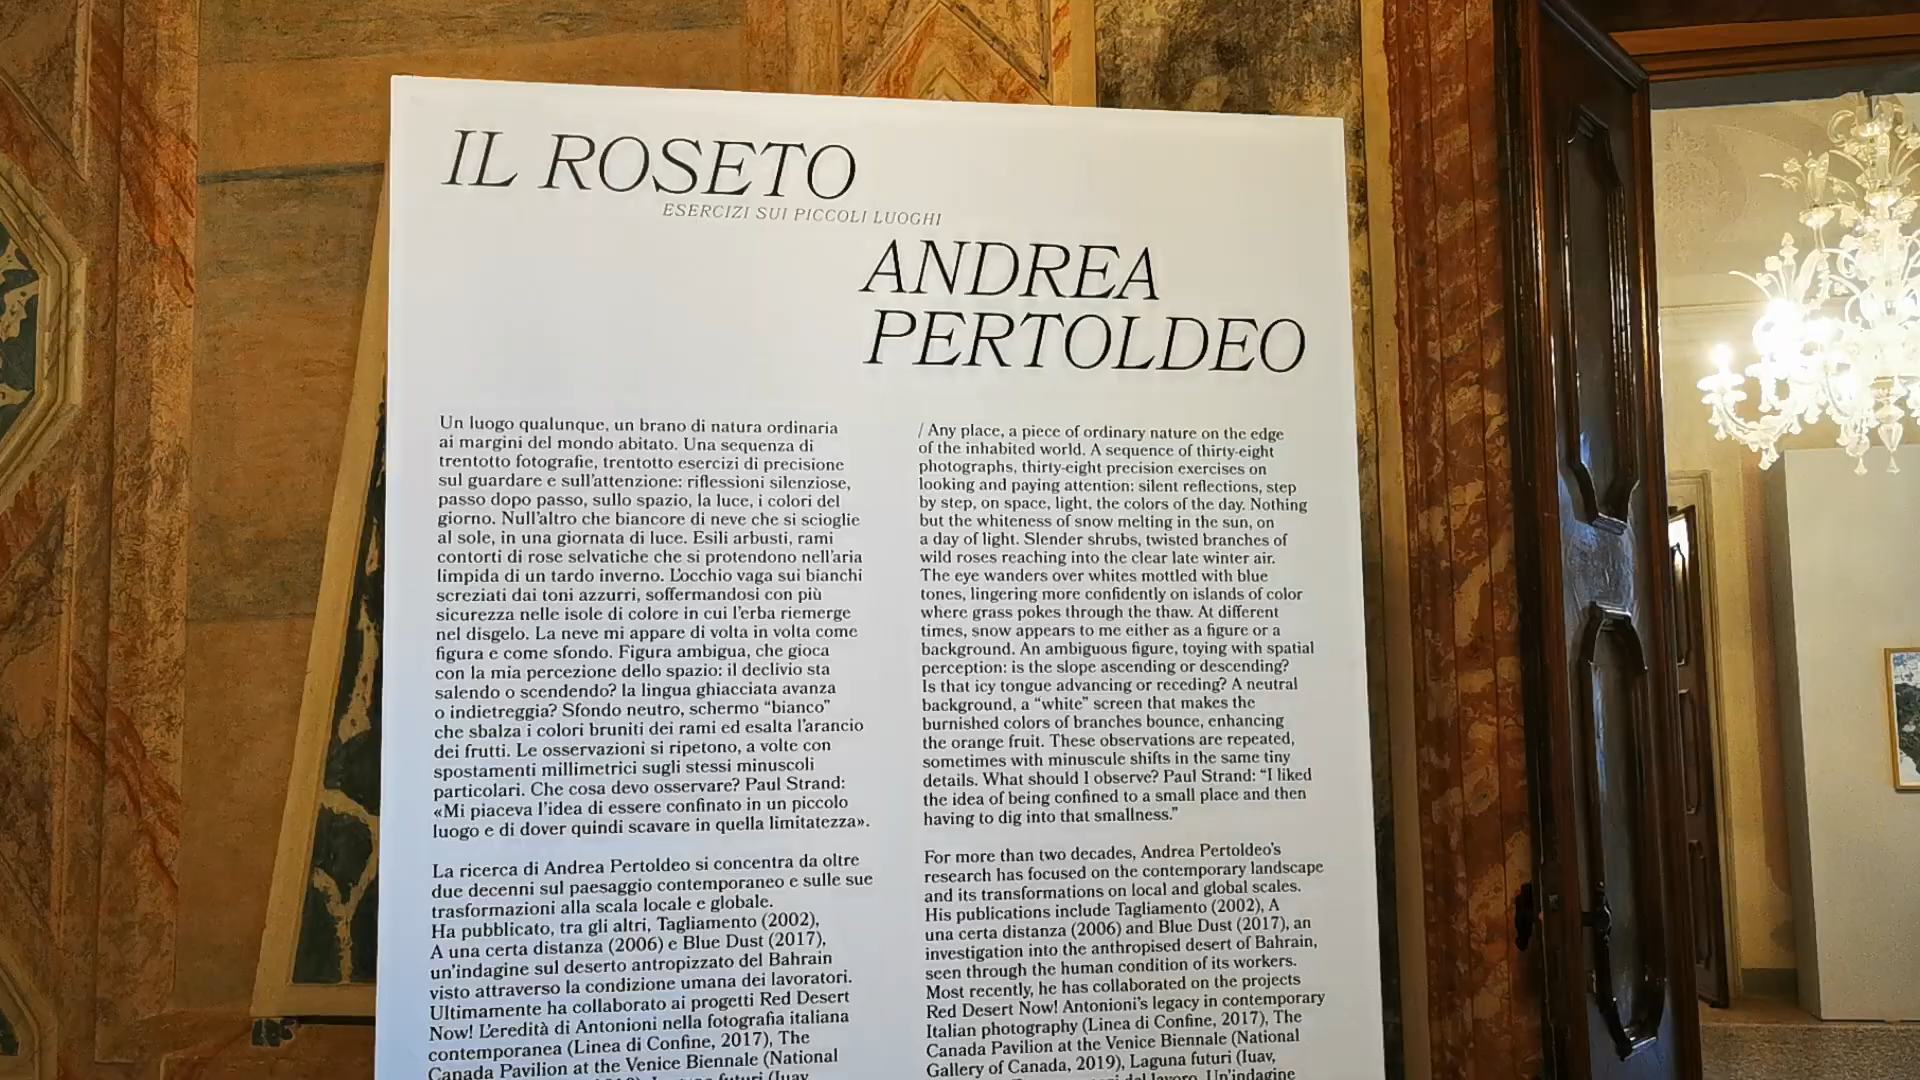 IL ROSETO
ESERCIZI SUI PICCOLI LUOGHI
ANDREA
PERTOLDEO
Un luogo qualunque, un brano di natura ordinaria
ai margini del mondo abitato. Una sequenza di
trentotto fotografie, trentotto esercizi di precisione
sul guardare e sull'attenzione: riflessioni silenziose,
passo dopo passo, sullo spazio, la luce, i colori del
giorno. Null'altro che biancore di neve che si scioglie
al sole, in una giornata di luce. Esili arbusti, rami
contorti di rose selvatiche che si protendono nell'aria
limpida di un tardo inverno. L'occhio vaga sui bianchi
screziati dai toni azzurri, soffermandosi con più
sicurezza nelle isole di colore in cui l'erba riemerge
nel disgelo. La neve mi appare di volta in volta come
figura e come sfondo. Figura ambigua, che gioca
con la mia percezione dello spazio: il declivio sta
salendo o scendendo? la lingua ghiacciata avanza
o indietreggia? Sfondo neutro, schermo "bianco"
che sbalza i colori bruniti dei rami ed esalta l'arancio
dei frutti. Le osservazioni si ripetono, a volte con
spostamenti millimetrici sugli stessi minuscoli
particolari. Che cosa devo osservare? Paul Strand:
«Mi piaceva l'idea di essere confinato in un piccolo
luogo e di dover quindi scavare in quella limitatezza».
La ricerca di Andrea Pertoldeo si concentra da oltre
due decenni sul paesaggio contemporaneo e sulle sue
trasformazioni alla scala locale e globale.
Ha pubblicato, tra gli altri, Tagliamento (2002),
A una certa distanza (2006) e Blue Dust (2017),
un'indagine sul deserto antropizzato del Bahrain
visto attraverso la condizione umana dei lavoratori.
Ultimamente ha collaborato ai progetti Red Desert
Now! L'eredità di Antonioni nella fotografia italiana
contemporanea (Linea di Confine, 2017), The
Canada Pavilion at the Venice Biennale (National
futuri (Iuav,
/ Any place, a piece of ordinary nature on the edge
of the inhabited world. A sequence of thirty-eight
photographs, thirty-eight precision exercises on
looking and paying attention: silent reflections, step
by step, on space, light, the colors of the day. Nothing
but the whiteness of snow melting in the sun, on
a day of light. Slender shrubs, twisted branches of
wild roses reaching into the clear late winter air.
The eye wanders over whites mottled with blue
tones, lingering more confidently on islands of color
where grass pokes through the thaw. At different
times, snow appears to me either as a figure or a
background. An ambiguous figure, toying with spatial
perception: is the slope ascending or descending?
Is that icy tongue advancing or receding? A neutral
background, a "white" screen that makes the
burnished colors of branches bounce, enhancing
the orange fruit. These observations are repeated,
sometimes with minuscule shifts in the same tiny
details. What should I observe? Paul Strand: "I liked
the idea of being confined to a small place and then
having to dig into that smallness."
For more than two decades, Andrea Pertoldeo's
research has focused on the contemporary landscape
and its transformations on local and global scales.
His publications include Tagliamento (2002), A
una certa distanza (2006) and Blue Dust (2017), an
investigation into the anthropised desert of Bahrain,
seen through the human condition of its workers.
Most recently, he has collaborated on the projects
Red Desert Now! Antonioni's legacy in contemporary
Italian photography (Linea di Confine, 2017), The
Canada Pavilion at the Venice Biennale (National
Gallery of Canada, 2019), Laguna futuri (Iuav,
del lavoro. Un'indagine